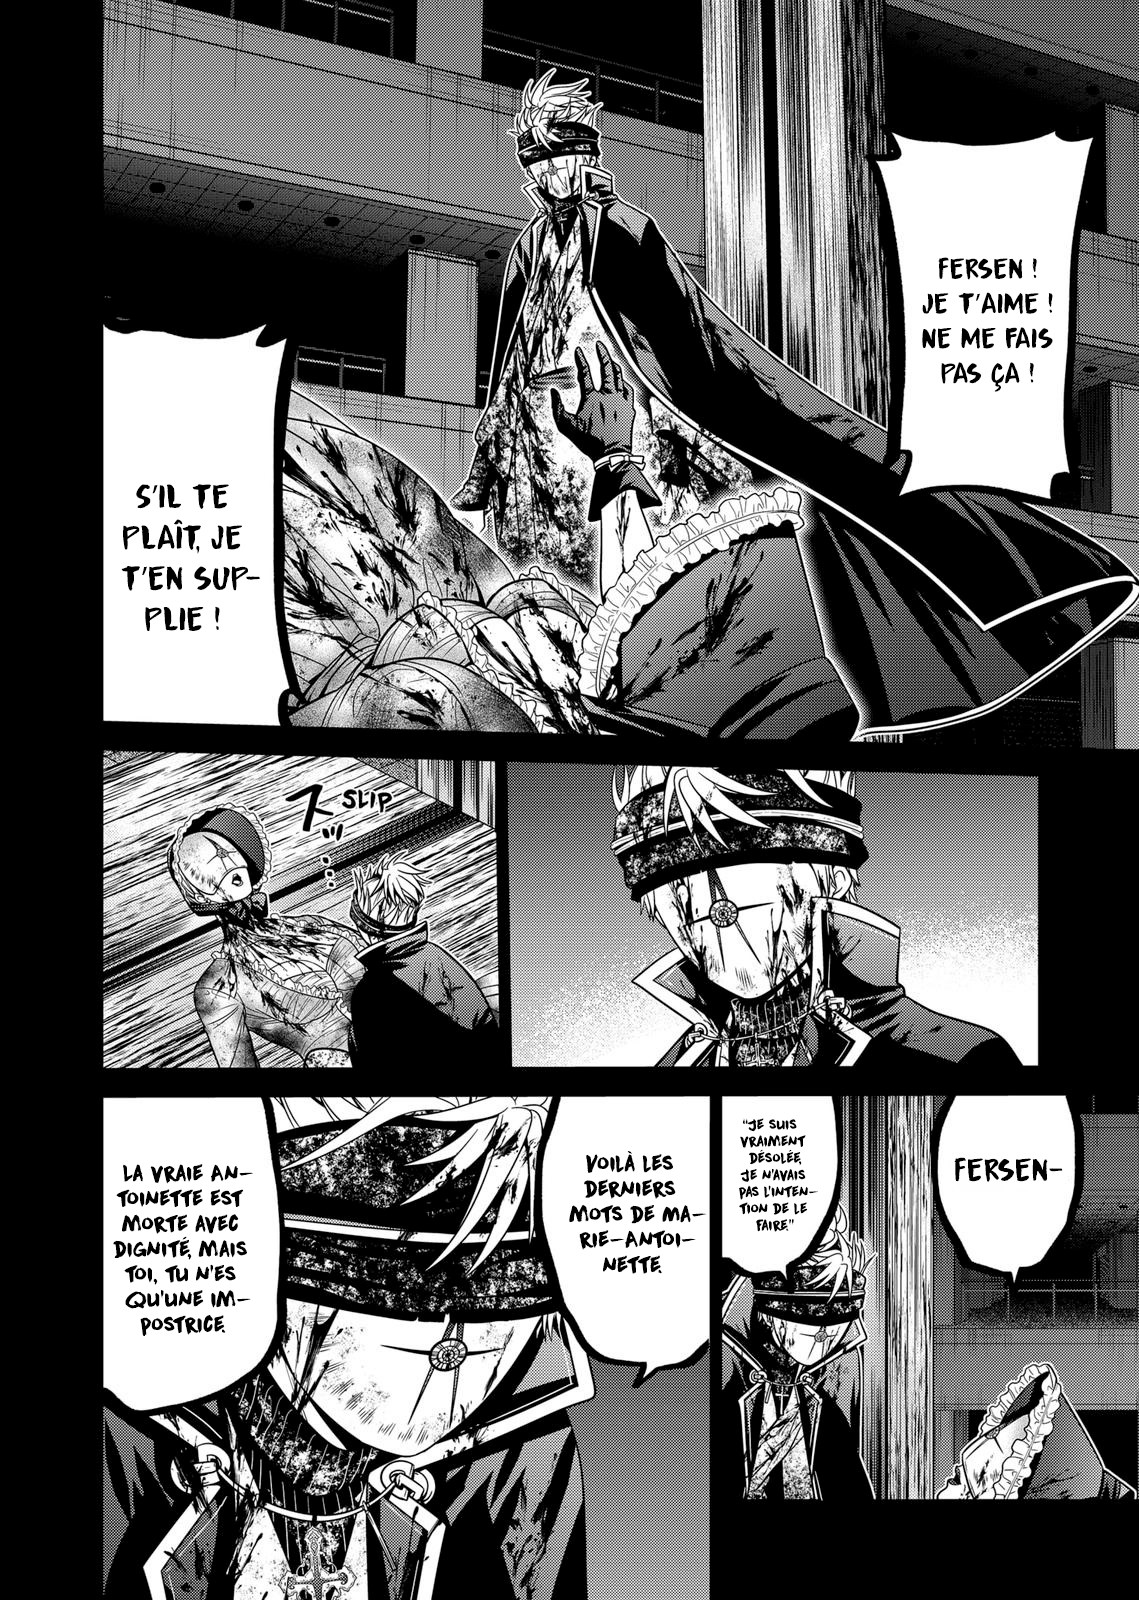 FERSEN !
JE T'AIME !
NE ME FAIS
PAS ÇA !
S'IL TE
PLAÎT, JE
T'EN SUP-
PLIE !
スッ…
SLIP
FERSEN-
"JE SUIS
VRAIMENT
DÉSOLÉE,
JE N'AVAIS
PAS L'INTEN-
TION DE LE
FAIRE."
VOILÀ LES
DERNIERS
MOTS DE MA-
RIE-ANTOI-
NETTE.
LA VRAIE AN-
TOINETTE EST
MORTE AVEC
DIGNITÉ, MAIS
TOI, TU N'ES
QU'UNE IM-
POSTRICE.